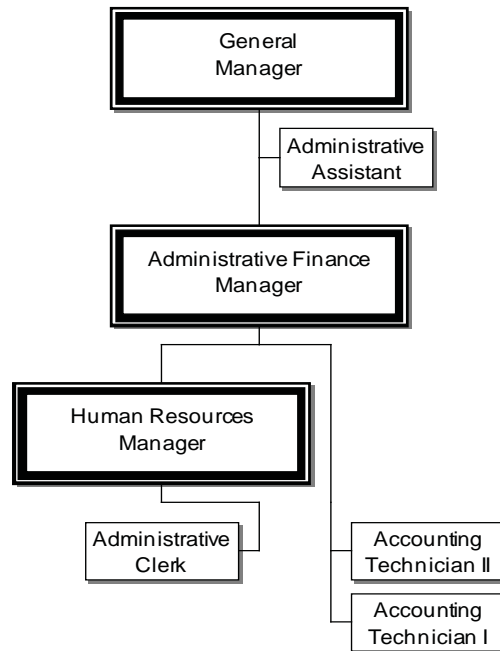 General
Manager
Administrative
Assistant
Administrative Finance
Manager
Human Resources
Manager
Administrative
Clerk
Accounting
Technician II
Accounting
Technician I